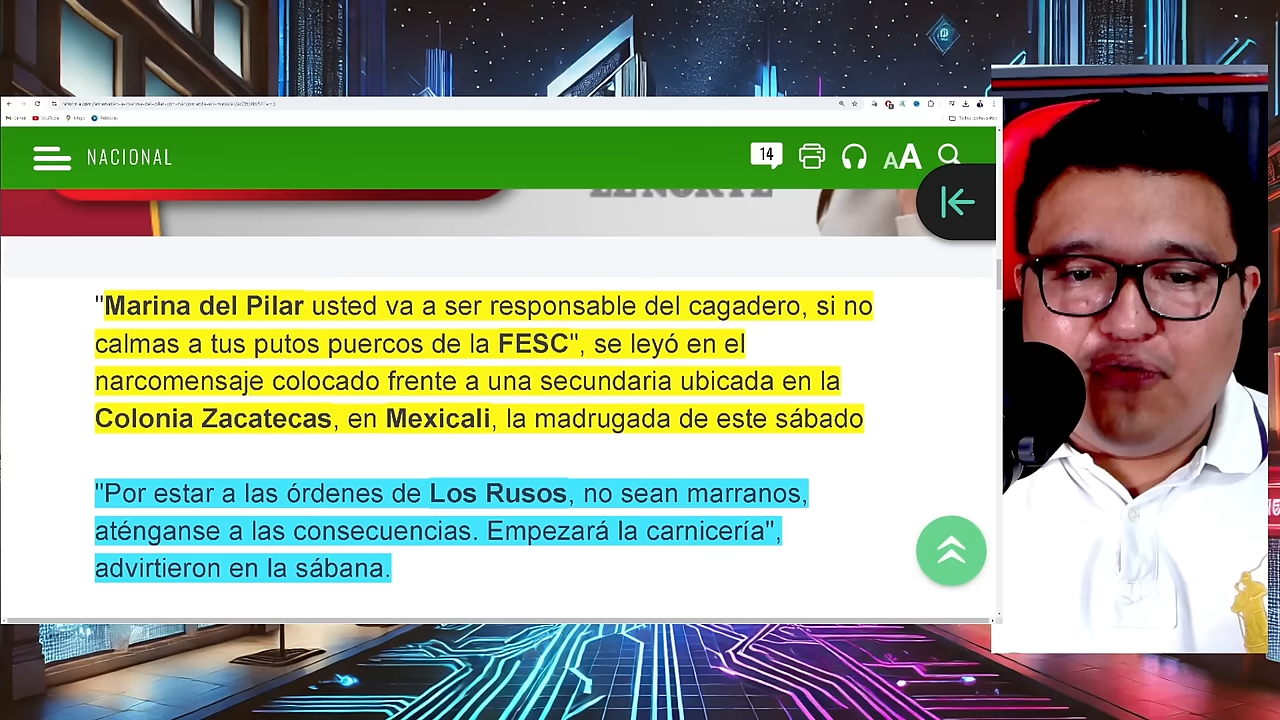 NACIONAL
14
AA
"Marina del Pilar usted va a ser responsable del cagadero, si no
calmas a tus putos puercos de la FESC", se leyó en el
narcomensaje colocado frente a una secundaria ubicada en la
Colonia Zacatecas, en Mexicali, la madrugada de este sábado
"Por estar a las órdenes de Los Rusos, no sean marranos,
aténganse a las consecuencias. Empezará la carnicería",
advirtieron en la sábana.